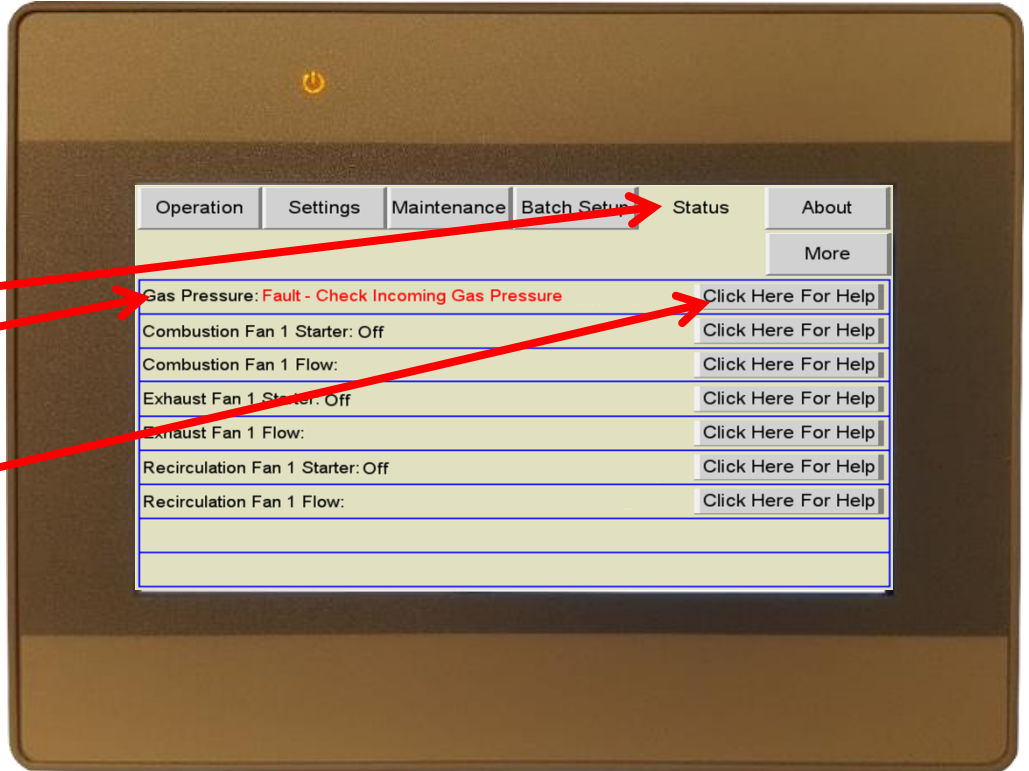 Operation Settings Maintenance Batch Setup Status About
More
Gas Pressure: Fault - Check Incoming Gas Pressure Click Here For Help
Combustion Fan 1 Starter: Off Click Here For Help
Combustion Fan 1 Flow: Click Here For Help
Exhaust Fan 1 Starter: Off Click Here For Help
Exhaust Fan 1 Flow: Click Here For Help
Recirculation Fan 1 Starter: Off Click Here For Help
Recirculation Fan 1 Flow: Click Here For Help